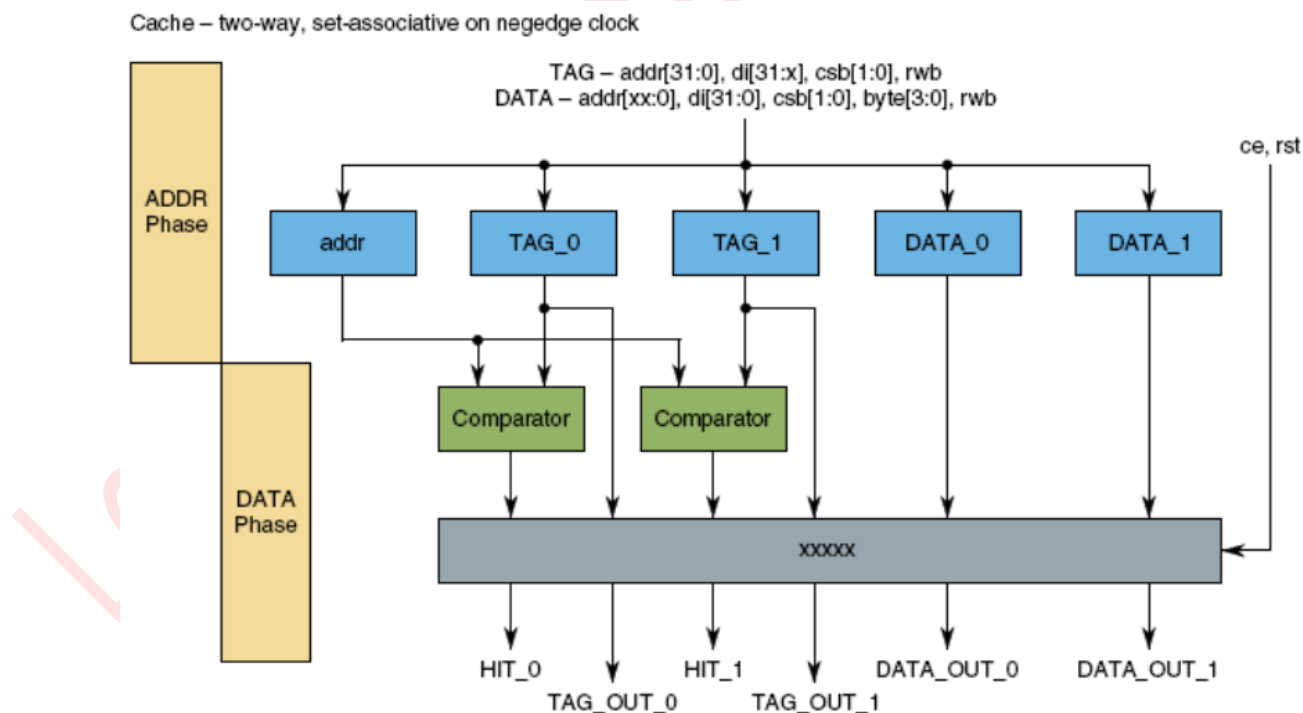 Cache – two-way, set-associative on negedge clock
TAG – addr[31:0], di[31:x], csb[1:0], rwb
DATA – addr[xx:0], di[31:0], csb[1:0], byte[3:0], rwb
ce, rst
ADDR
Phase
addr
TAG_0
TAG_1
DATA_0
DATA_1
Comparator
Comparator
DATA
Phase
xxxxx
HIT_0
HIT_1
DATA_OUT_0
DATA_OUT_1
TAG_OUT_0
TAG_OUT_1